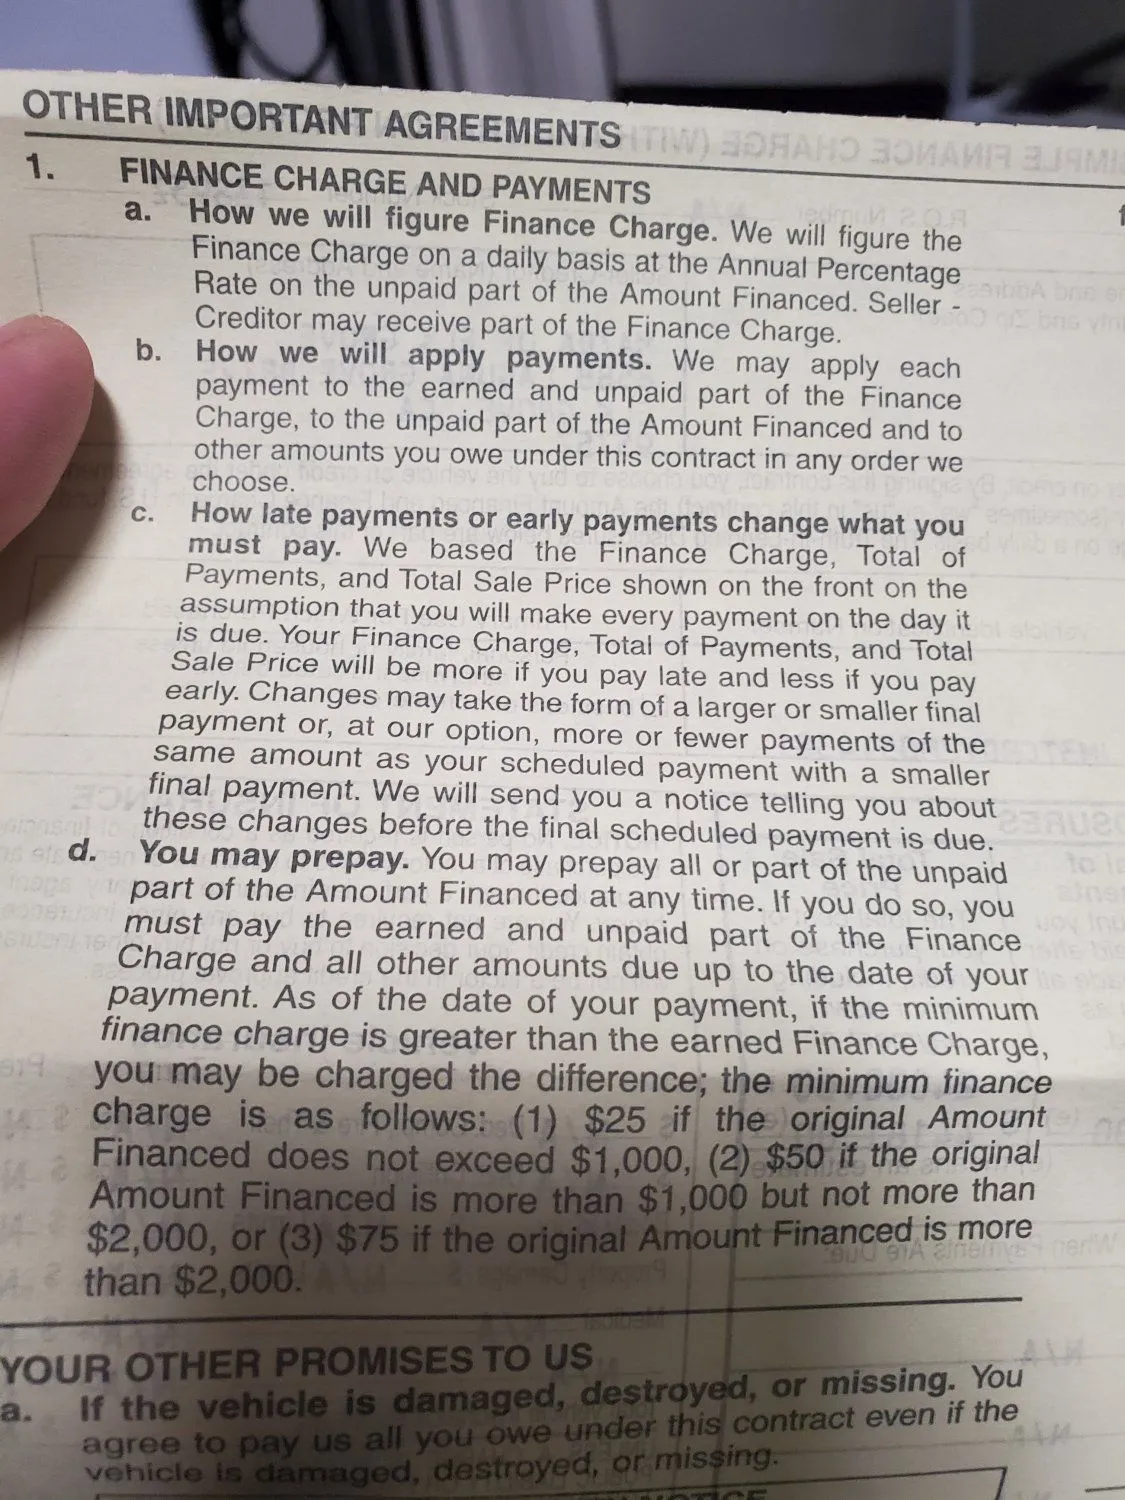 OTHER IMPORTANT AGREEMENTS
1. FINANCE CHARGE AND PAYMENTS
a. How we will figure Finance Charge. We will figure the
Finance Charge on a daily basis at the Annual Percentage
Rate on the unpaid part of the Amount Financed. Seller -
Creditor may receive part of the Finance Charge.
b. How we will apply payments. We may apply each
payment to the earned and unpaid part of the Finance
Charge, to the unpaid part of the Amount Financed and to
other amounts you owe under this contract in any order we
choose.
c. How late payments or early payments change what you
must pay. We based the Finance Charge, Total of
Payments, and Total Sale Price shown on the front on the
assumption that you will make every payment on the day it
is due. Your Finance Charge, Total of Payments, and Total
Sale Price will be more if you pay late and less if you pay
early. Changes may take the form of a larger or smaller final
payment or, at our option, more or fewer payments of the
same amount as your scheduled payment with a smaller
final payment. We will send you a notice telling you about
these changes before the final scheduled payment is due.
d. You may prepay. You may prepay all or part of the unpaid
part of the Amount Financed at any time. If you do so, you
must pay the earned and unpaid part of the Finance
Charge and all other amounts due up to the date of your
payment. As of the date of your payment, if the minimum
finance charge is greater than the earned Finance Charge,
you may be charged the difference; the minimum finance
charge is as follows: (1) $25 if the original Amount
Financed does not exceed $1,000, (2) $50 if the original
Amount Financed is more than $1,000 but not more than
$2,000, or (3) $75 if the original Amount Financed is more
than $2,000.
YOUR OTHER PROMISES TO US
a. If the vehicle is damaged, destroyed, or missing. You
agree to pay us all you owe under this contract even if the
vehicle is damaged, destroyed, or missing.